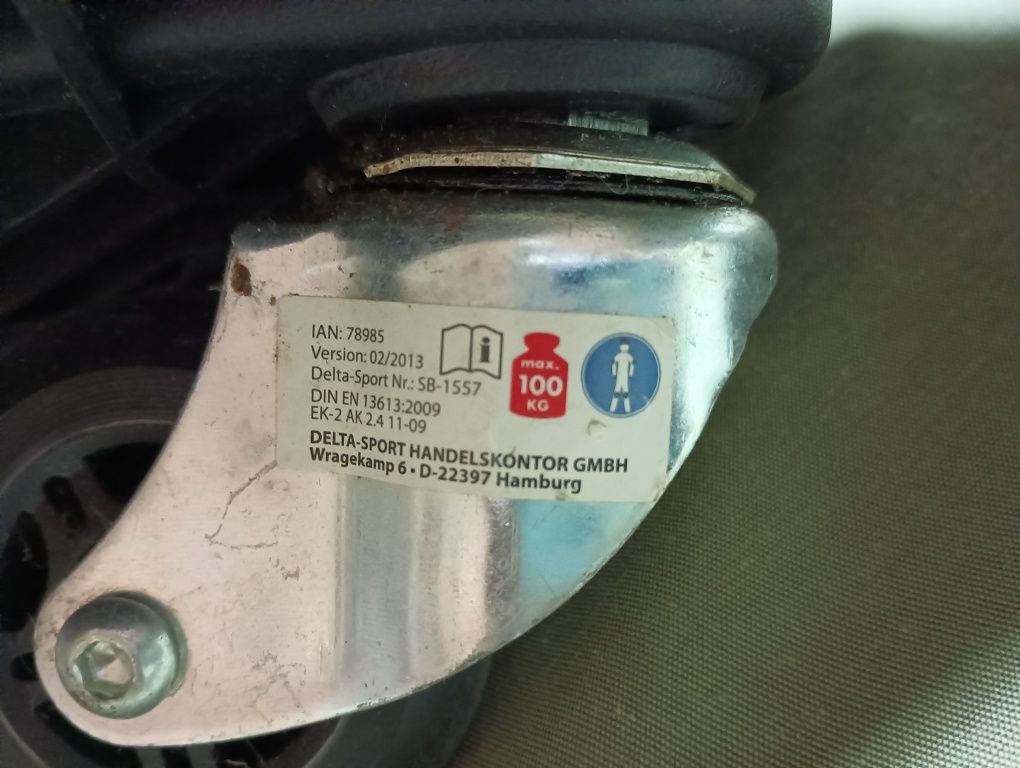 IAN: 78985
Version: 02/2013
Delta-Sport Nr.: SB-1557
DIN EN 13613:2009
EK-2 AK 2.4 11-09
DELTA-SPORT HANDELSKONTOR GMBH
Wragekamp 6 • D-22397 Hamburg
i
max.
100
KG